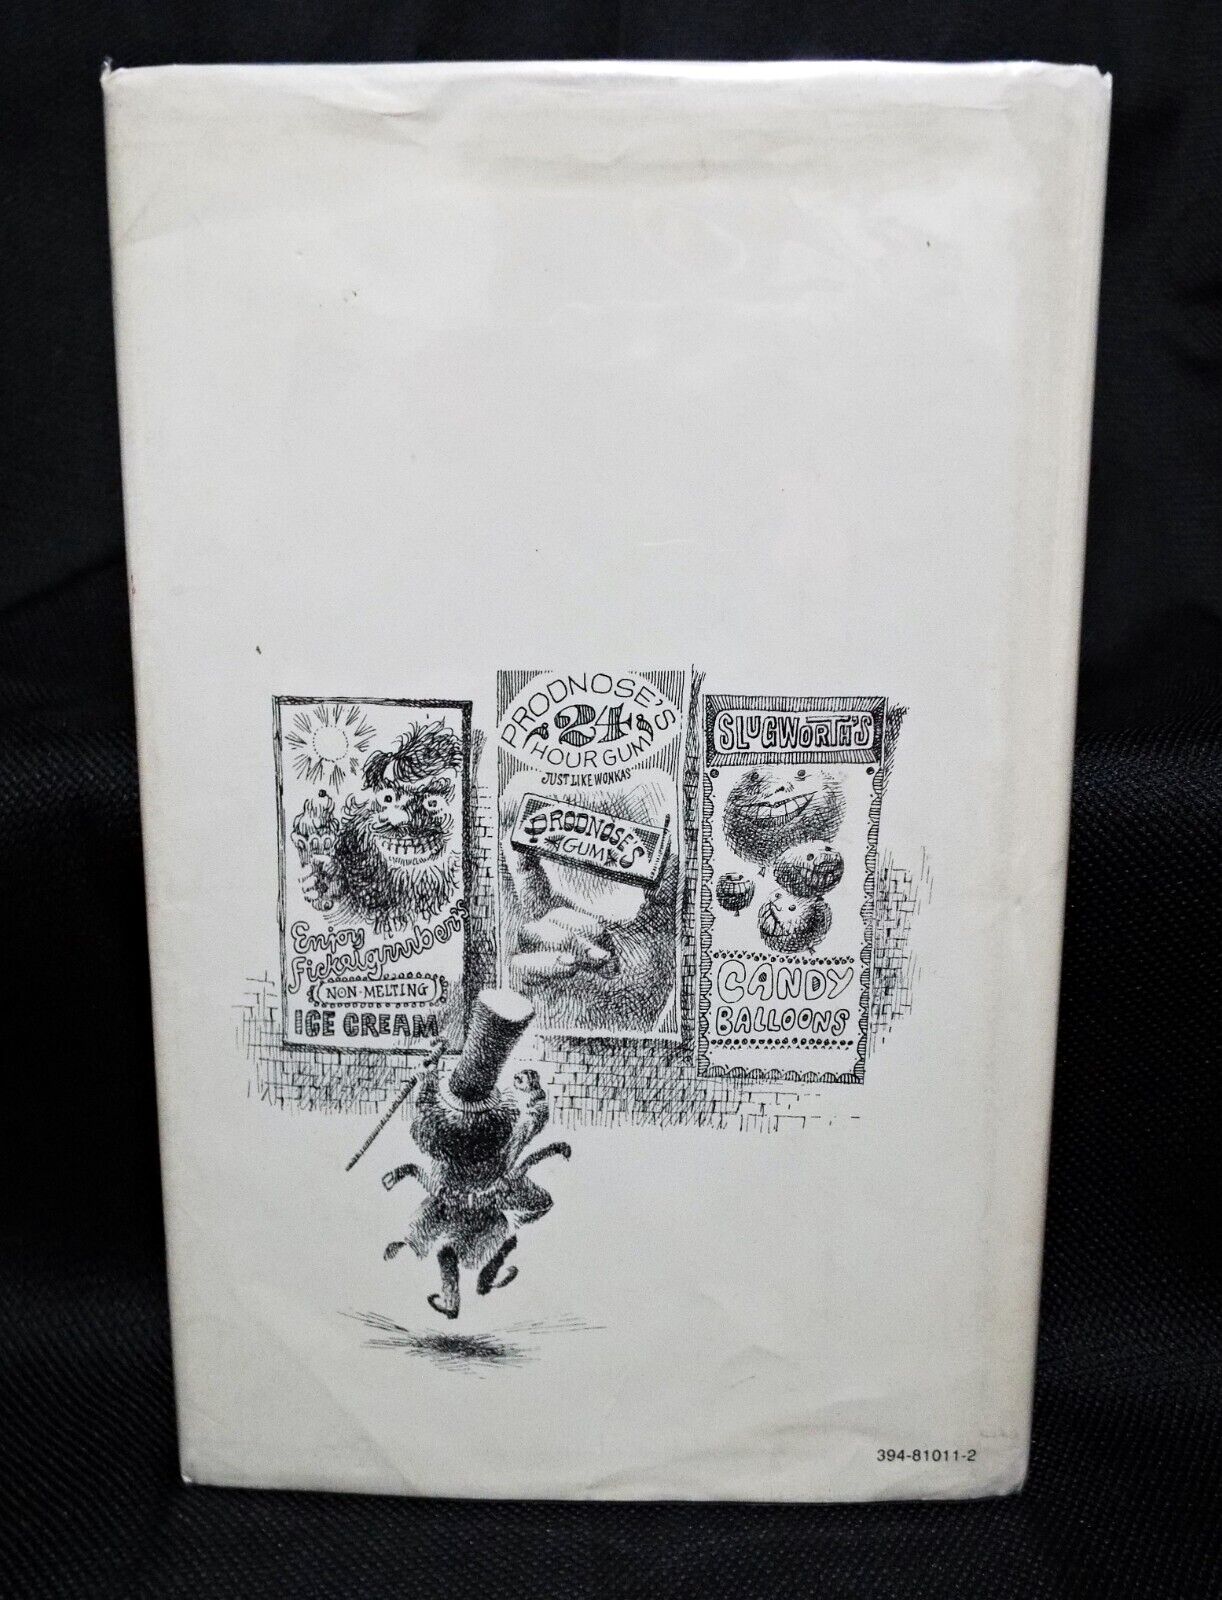 Enjoy
Fickelgruber's
NON-MELTING
ICE CREAM
PRODNOSE'S
24
HOUR GUM
JUST LIKE WONKAS
PRODNOSE'S
GUM
SLUGWORTH'S
CANDY
BALLOONS
394-81011-2